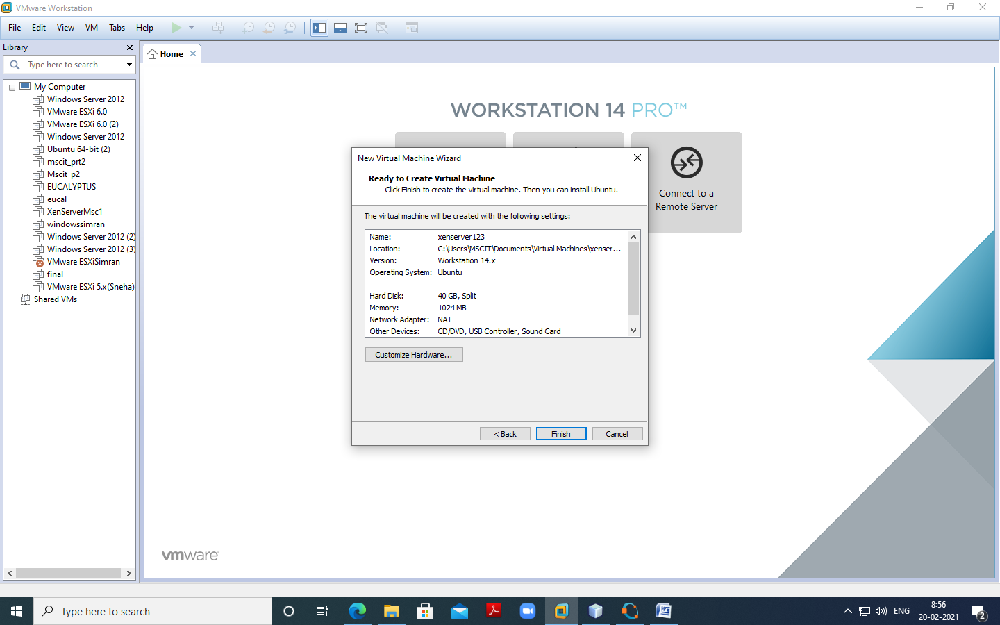 VMware Workstation
File Edit View VM Tabs Help
Library
Type here to search
My Computer
Windows Server 2012
VMware ESXi 6.0
VMware ESXi 6.0 (2)
Windows Server 2012
Ubuntu 64-bit (2)
mscit_prt2
Mscit_p2
EUCALYPTUS
eucal
XenServerMsc1
windowssimran
Windows Server 2012 (2)
Windows Server 2012 (3)
VMware ESXiSimran
final
VMware ESXi 5.x(Sneha)
Shared VMs
Home
WORKSTATION 14 PRO™
Connect to a
Remote Server
New Virtual Machine Wizard
Ready to Create Virtual Machine
Click Finish to create the virtual machine. Then you can install Ubuntu.
The virtual machine will be created with the following settings:
Name: xenserver123
Location: C:\Users\MSCIT\Documents\Virtual Machines\xenser...
Version: Workstation 14.x
Operating System: Ubuntu
Hard Disk: 40 GB, Split
Memory: 1024 MB
Network Adapter: NAT
Other Devices: CD/DVD, USB Controller, Sound Card
Customize Hardware...
< Back Finish Cancel
vmware
Type here to search
ENG
8:56
20-02-2021
2